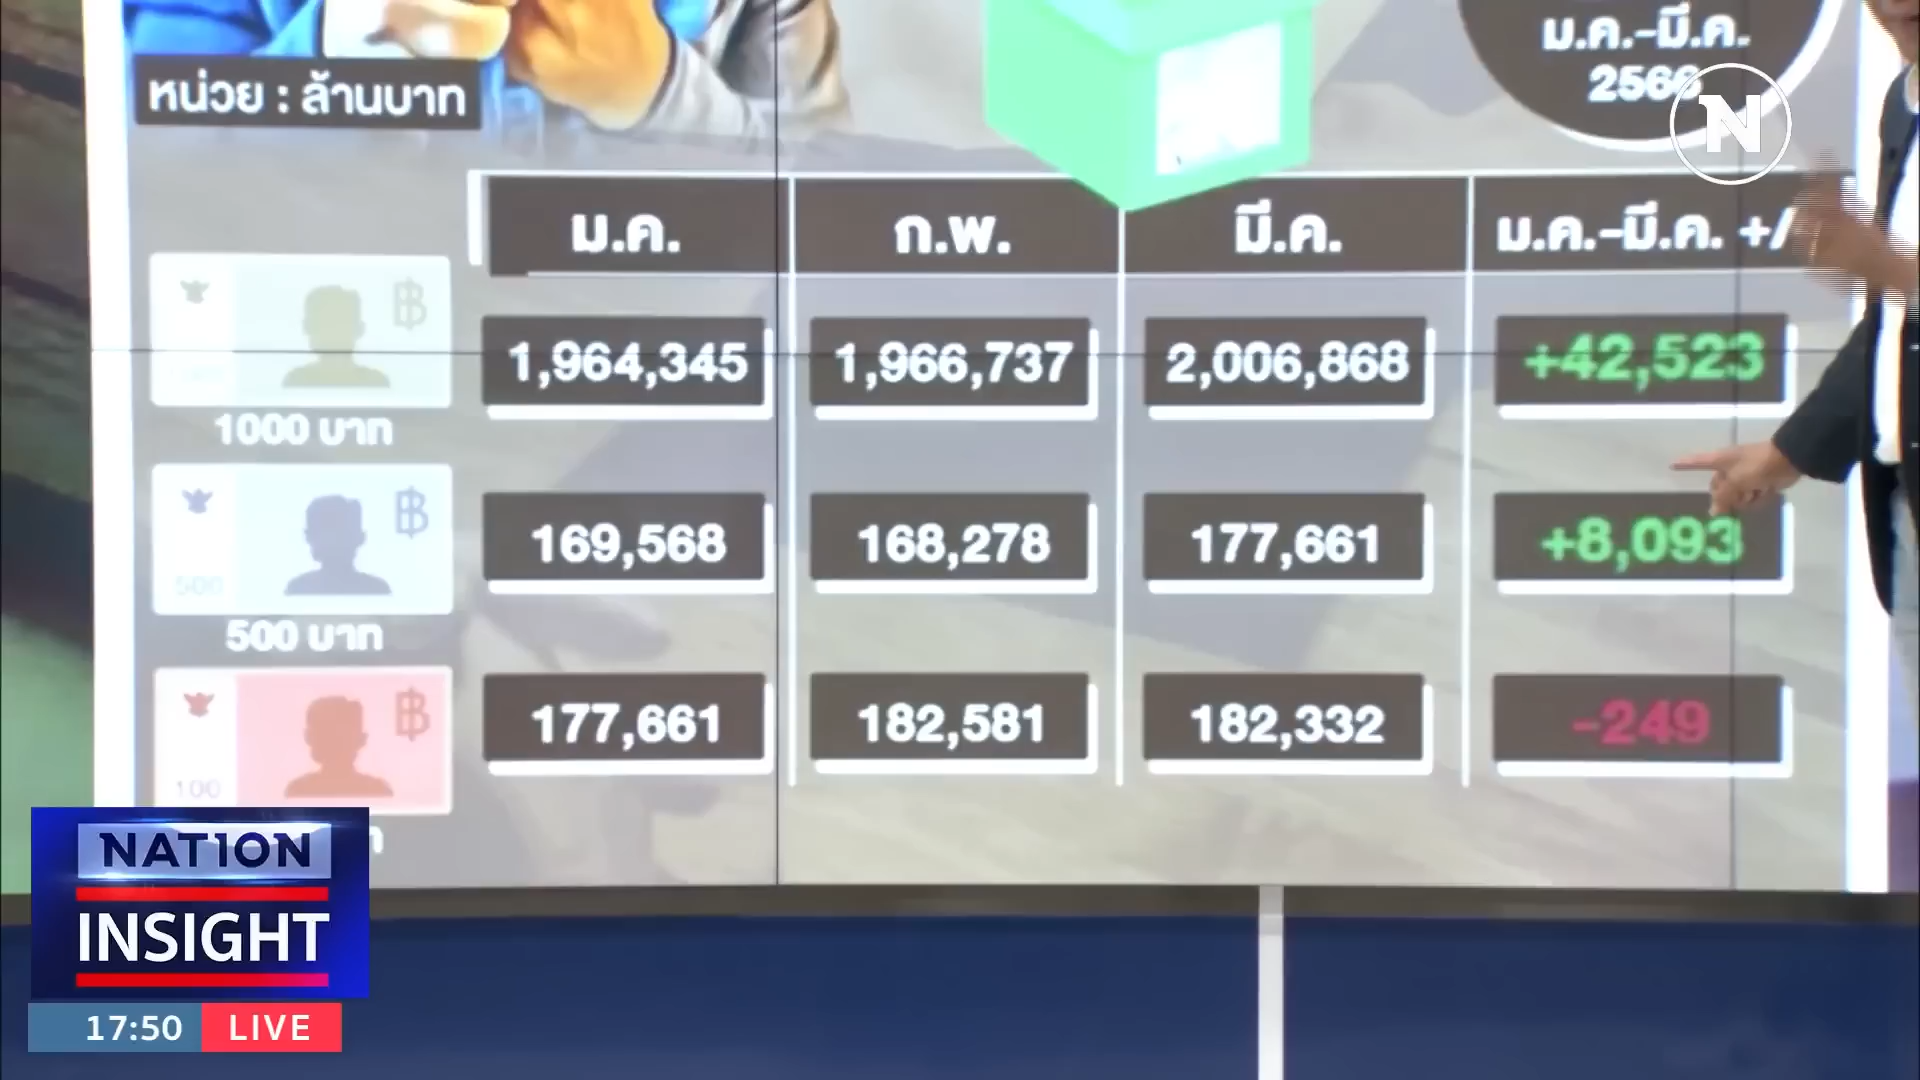 ม.ค.-มี.ค.
2566
N
หน่วย : ล้านบาท
ม.ค. ก.พ. มี.ค. ม.ค.-มี.ค. +/
1,964,345 1,966,737 2,006,868 +42,523
1000 บาท
500
169,568 168,278 177,661 +8,093
500 บาท
100
177,661 182,581 182,332 -249
NATION
INSIGHT
17:50 LIVE